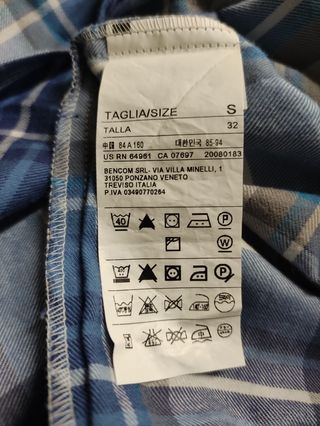 TAGLIA/SIZE S
TALLA 32
中国 84 A 160 대한민국 85-94
US RN 64961 CA 07697 20080183
BENCOM SRL- VIA VILLA MINELLI, 1
31050 PONZANO VENETO
TREVISO ITALIA
P.IVA 03490770264
40 P
W
P
W